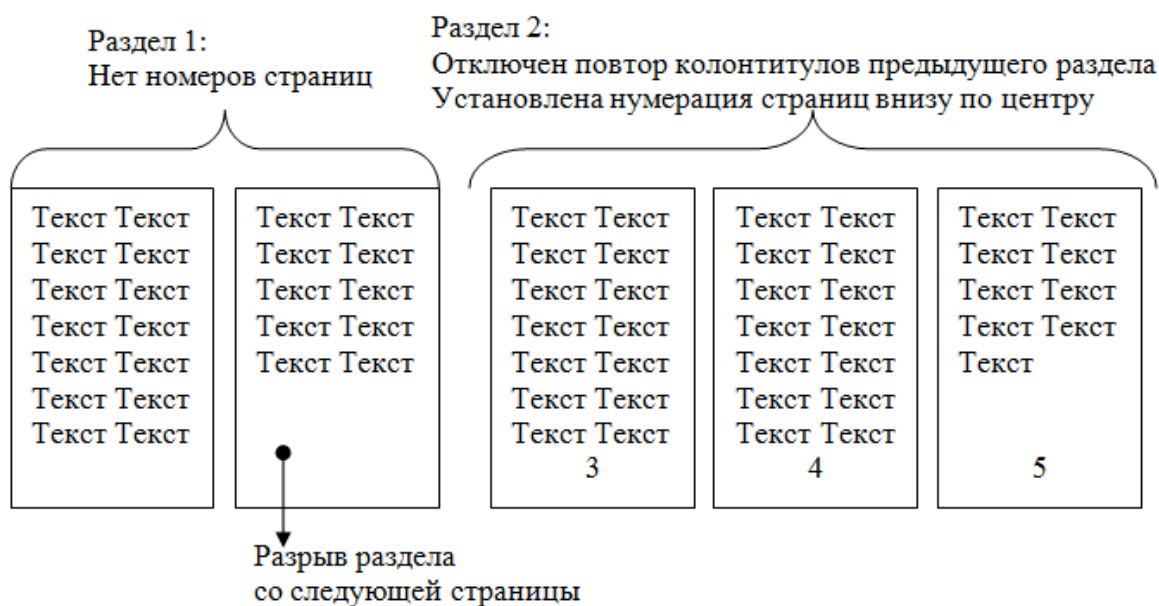 Раздел 1:
Нет номеров страниц
Раздел 2:
Отключен повтор колонтитулов предыдущего раздела
Установлена нумерация страниц внизу по центру
Текст Текст
Текст Текст
Текст Текст
Текст Текст
Текст Текст
Текст Текст
Текст Текст
Текст Текст
Текст Текст
Текст Текст
Текст Текст
Текст Текст
Разрыв раздела
со следующей страницы
Текст Текст
Текст Текст
Текст Текст
Текст Текст
Текст Текст
Текст Текст
Текст Текст
3
Текст Текст
Текст Текст
Текст Текст
Текст Текст
Текст Текст
Текст Текст
Текст Текст
4
Текст Текст
Текст Текст
Текст Текст
Текст Текст
Текст
5